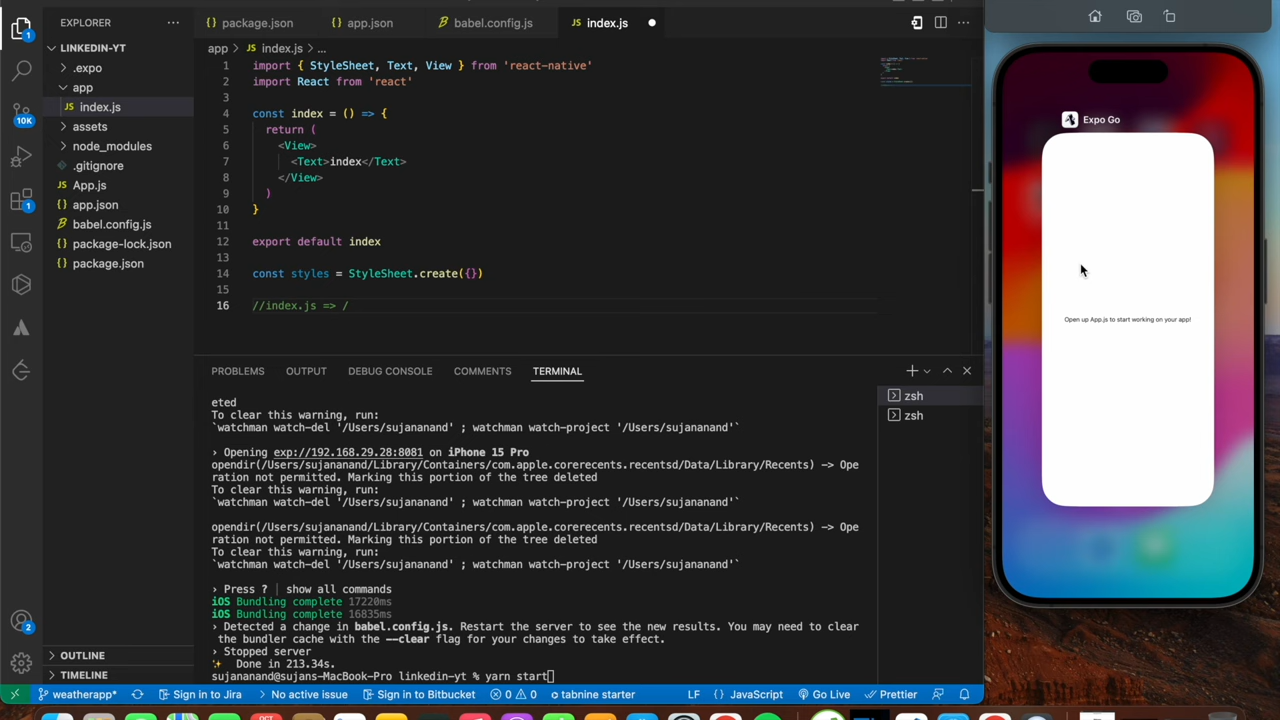 EXPLORER
LINKEDIN-YT
.expo
app
JS index.js
assets
node_modules
.gitignore
App.js
app.json
babel.config.js
package-lock.json
package.json
OUTLINE
TIMELINE
1
10K
1
2
package.json
app.json
babel.config.js
JS index.js
app > JS index.js > ...
1 import { StyleSheet, Text, View } from 'react-native'
2 import React from 'react'
3
4 const index = () => {
5 return (
6 <View>
7 <Text>index</Text>
8 </View>
9 )
10 }
11
12 export default index
13
14 const styles = StyleSheet.create({})
15
16 //index.js => /
PROBLEMS OUTPUT DEBUG CONSOLE COMMENTS TERMINAL
zsh
zsh
eted
To clear this warning, run:
`watchman watch-del '/Users/sujananand' ; watchman watch-project '/Users/sujananand'`
› Opening exp://192.168.29.28:8081 on iPhone 15 Pro
opendir(/Users/sujananand/Library/Containers/com.apple.corerecents.recentsd/Data/Library/Recents) -> Ope
ration not permitted. Marking this portion of the tree deleted
To clear this warning, run:
`watchman watch-del '/Users/sujananand' ; watchman watch-project '/Users/sujananand'`
opendir(/Users/sujananand/Library/Containers/com.apple.corerecents.recentsd/Data/Library/Recents) -> Ope
ration not permitted. Marking this portion of the tree deleted
To clear this warning, run:
`watchman watch-del '/Users/sujananand' ; watchman watch-project '/Users/sujananand'`
› Press ? │ show all commands
iOS Bundling complete 17220ms
iOS Bundling complete 16835ms
› Detected a change in babel.config.js. Restart the server to see the new results. You may need to clear
the bundler cache with the --clear flag for your changes to take effect.
› Stopped server
✨ Done in 213.34s.
sujananand@sujans-MacBook-Pro linkedin-yt % yarn start
weatherapp* Sign in to Jira No active issue Sign in to Bitbucket 0 0 tabnine starter LF {} JavaScript Go Live Prettier
Expo Go
Open up App.js to start working on your app!